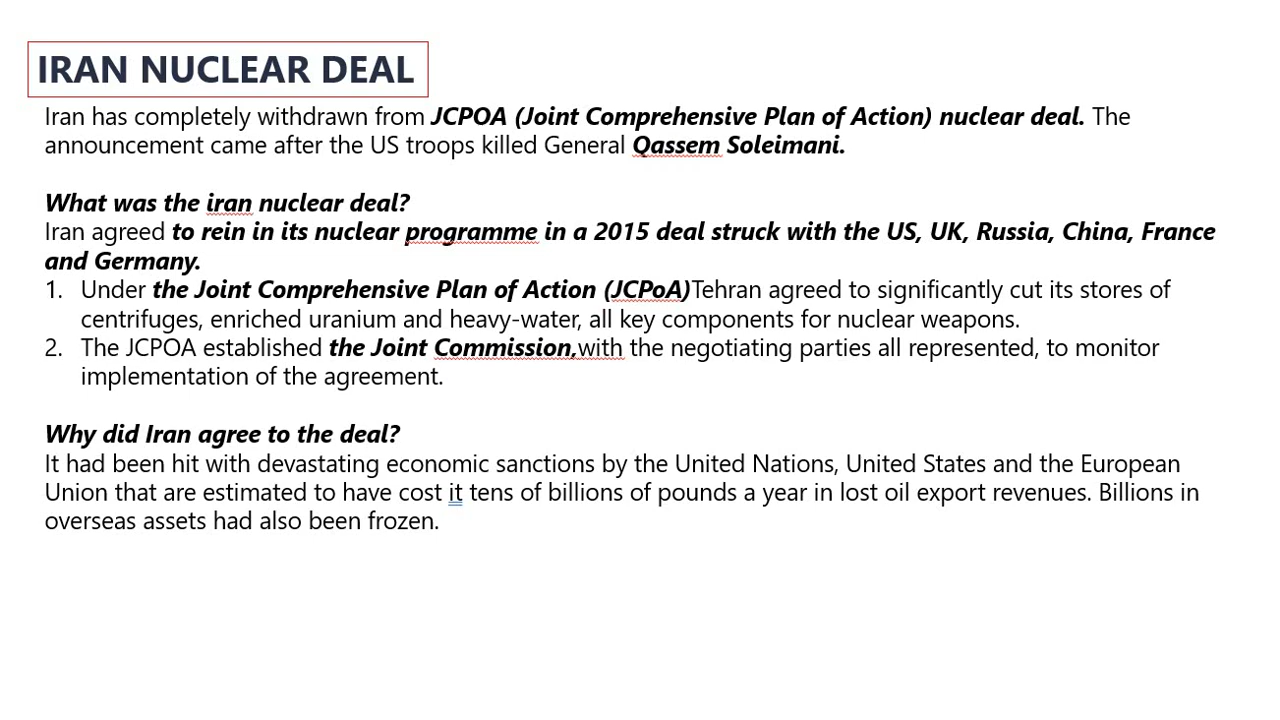 IRAN NUCLEAR DEAL
Iran has completely withdrawn from JCPOA (Joint Comprehensive Plan of Action) nuclear deal. The
announcement came after the US troops killed General Qassem Soleimani.
What was the iran nuclear deal?
Iran agreed to rein in its nuclear programme in a 2015 deal struck with the US, UK, Russia, China, France
and Germany.
1. Under the Joint Comprehensive Plan of Action (JCPoA)Tehran agreed to significantly cut its stores of
centrifuges, enriched uranium and heavy-water, all key components for nuclear weapons.
2. The JCPOA established the Joint Commission,with the negotiating parties all represented, to monitor
implementation of the agreement.
Why did Iran agree to the deal?
It had been hit with devastating economic sanctions by the United Nations, United States and the European
Union that are estimated to have cost it tens of billions of pounds a year in lost oil export revenues. Billions in
overseas assets had also been frozen.